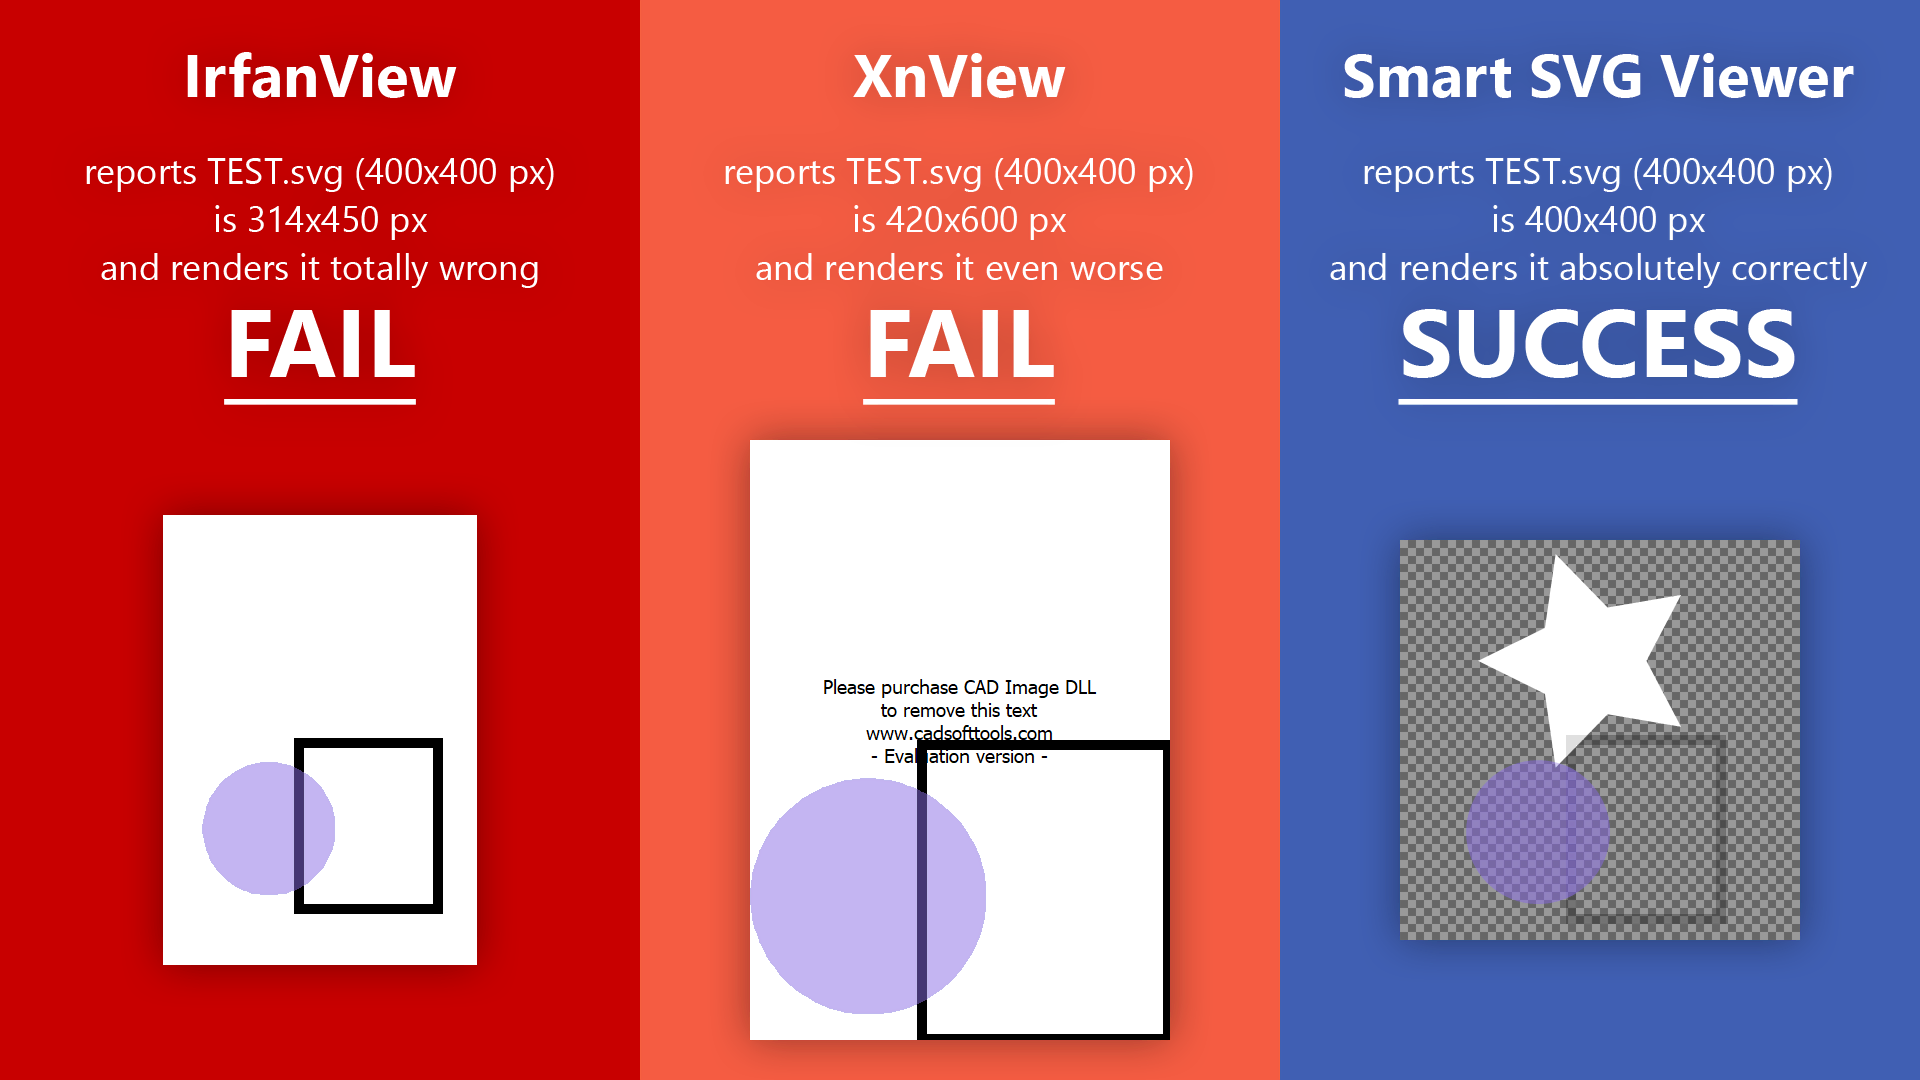 IrfanView
reports TEST.svg (400x400 px)
is 314x450 px
and renders it totally wrong
FAIL
XnView
reports TEST.svg (400x400 px)
is 420x600 px
and renders it even worse
FAIL
Please purchase CAD Image DLL
to remove this text
www.cadsofttools.com
- Evaluation version -
Smart SVG Viewer
reports TEST.svg (400x400 px)
is 400x400 px
and renders it absolutely correctly
SUCCESS